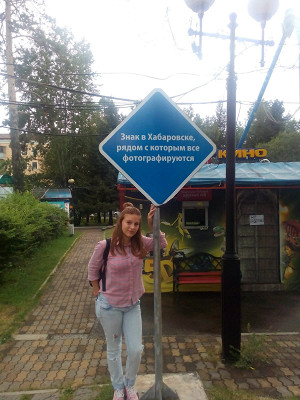 Знак в Хабаровске,
рядом с которым все
фотографируются
КИНО